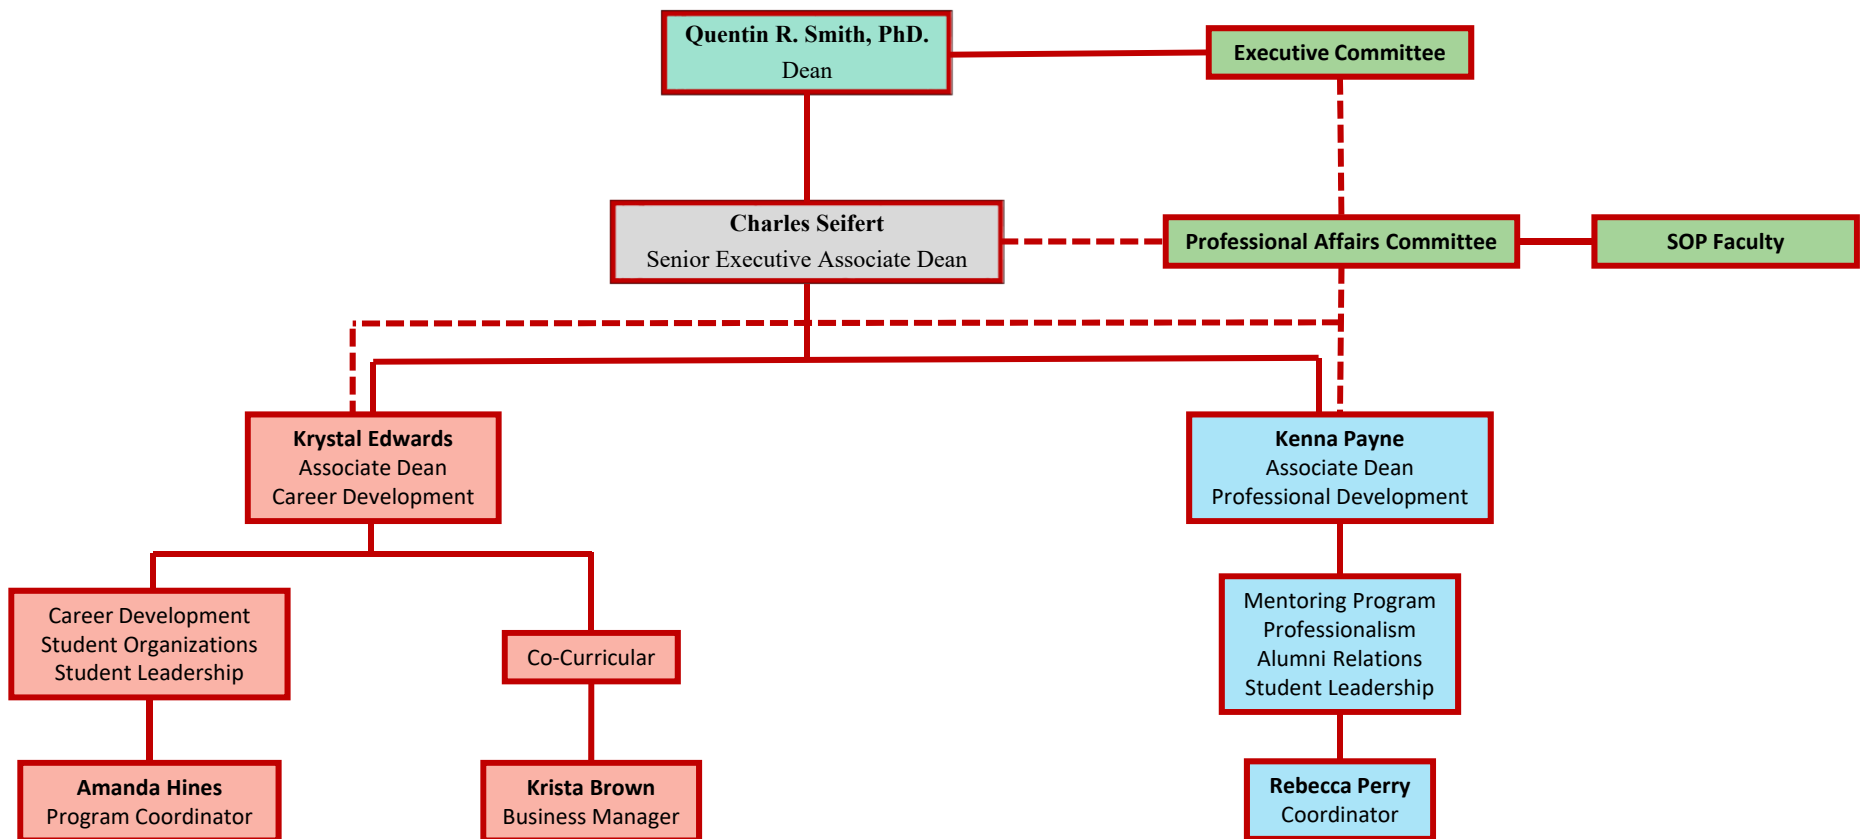 Quentin R. Smith, PhD.
Dean
Executive Committee
Charles Seifert
Senior Executive Associate Dean
Professional Affairs Committee
SOP Faculty
Krystal Edwards
Associate Dean
Career Development
Kenna Payne
Associate Dean
Professional Development
Career Development
Student Organizations
Student Leadership
Co-Curricular
Mentoring Program
Professionalism
Alumni Relations
Student Leadership
Amanda Hines
Program Coordinator
Krista Brown
Business Manager
Rebecca Perry
Coordinator